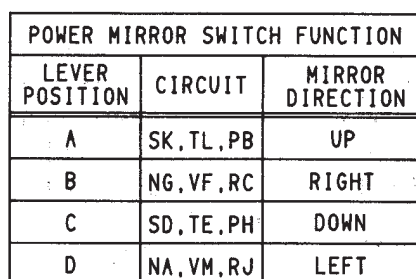 POWER MIRROR SWITCH FUNCTION
LEVER POSITION CIRCUIT MIRROR DIRECTION
A SK,TL,PB UP
B NG,VF,RC RIGHT
C SD,TE,PH DOWN
D NA,VM,RJ LEFT